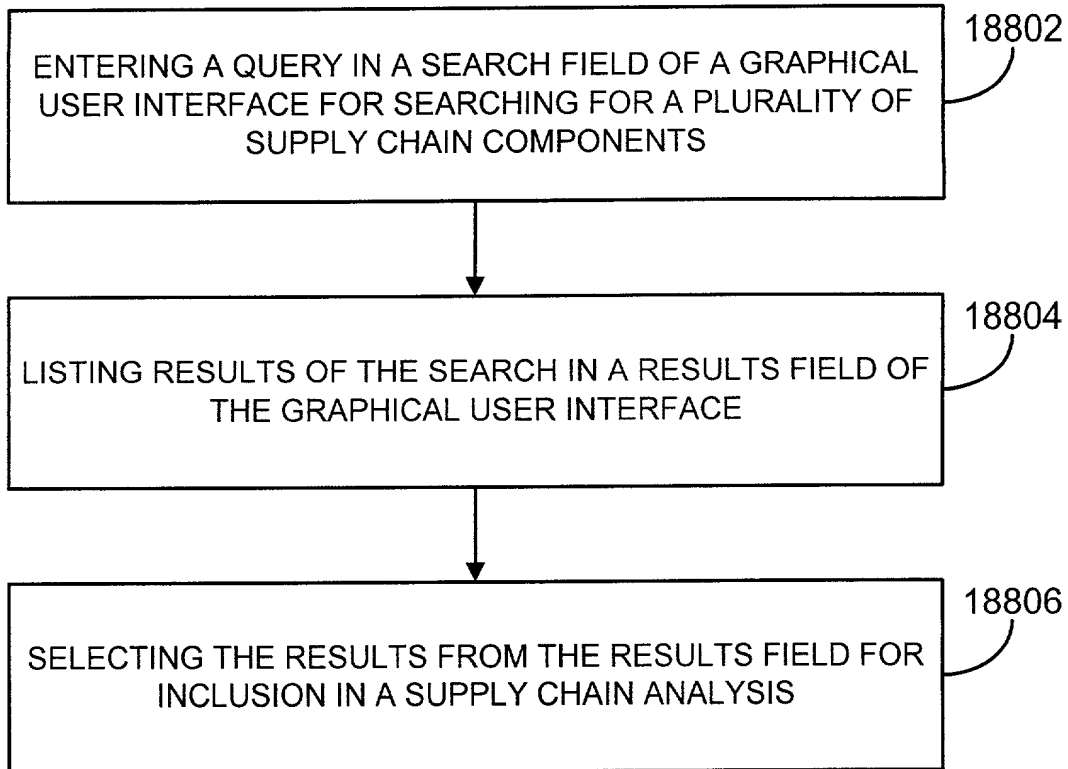 18802
ENTERING A QUERY IN A SEARCH FIELD OF A GRAPHICAL
USER INTERFACE FOR SEARCHING FOR A PLURALITY OF
SUPPLY CHAIN COMPONENTS
18804
LISTING RESULTS OF THE SEARCH IN A RESULTS FIELD OF
THE GRAPHICAL USER INTERFACE
18806
SELECTING THE RESULTS FROM THE RESULTS FIELD FOR
INCLUSION IN A SUPPLY CHAIN ANALYSIS